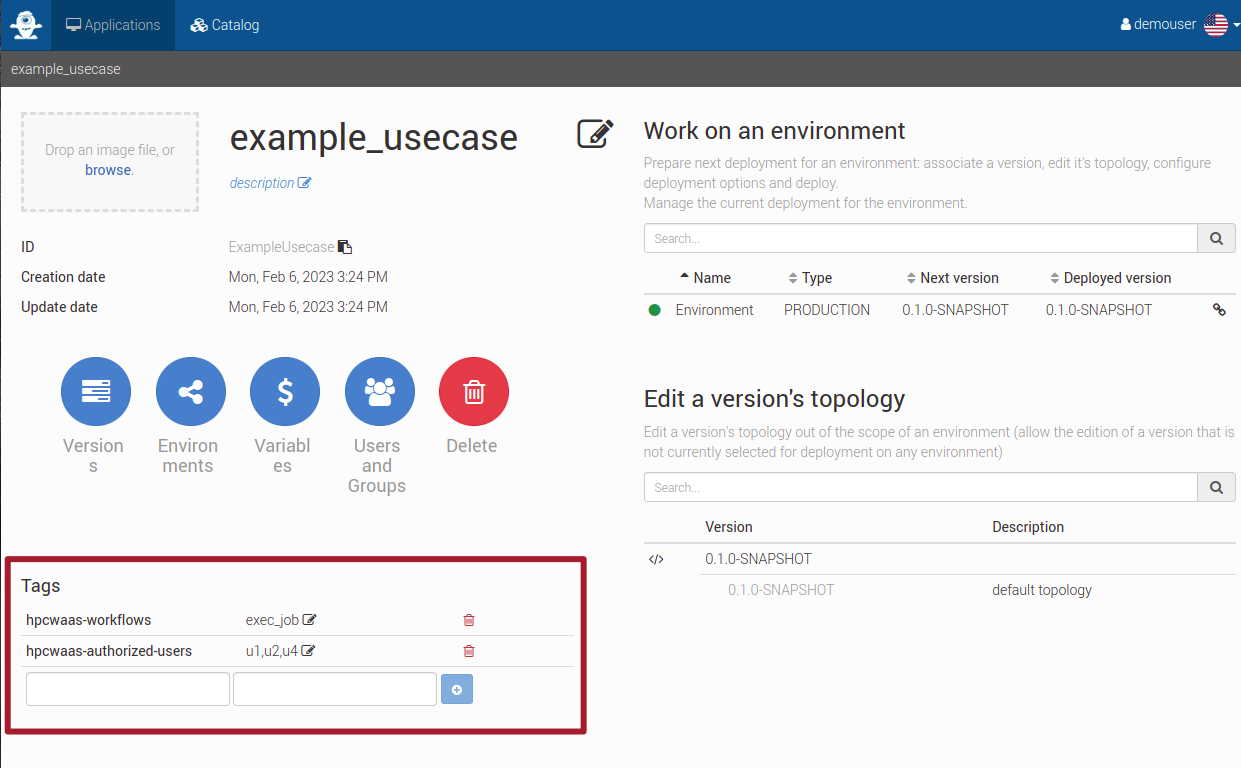 Applications
Catalog
demouser
example_usecase
Drop an image file, or
browse.
example_usecase
description
ID
ExampleUsecase
Creation date
Mon, Feb 6, 2023 3:24 PM
Update date
Mon, Feb 6, 2023 3:24 PM
Version
s
Environ
ments
Variabl
es
Users
and
Groups
Delete
Tags
hpcwaas-workflows
exec_job
hpcwaas-authorized-users
u1,u2,u4
Work on an environment
Prepare next deployment for an environment: associate a version, edit it's topology, configure
deployment options and deploy.
Manage the current deployment for the environment.
Search...
Name Type Next version Deployed version
Environment PRODUCTION 0.1.0-SNAPSHOT 0.1.0-SNAPSHOT
Edit a version's topology
Edit a version's topology out of the scope of an environment (allow the edition of a version that is
not currently selected for deployment on any environment)
Search...
Version Description
0.1.0-SNAPSHOT
0.1.0-SNAPSHOT default topology